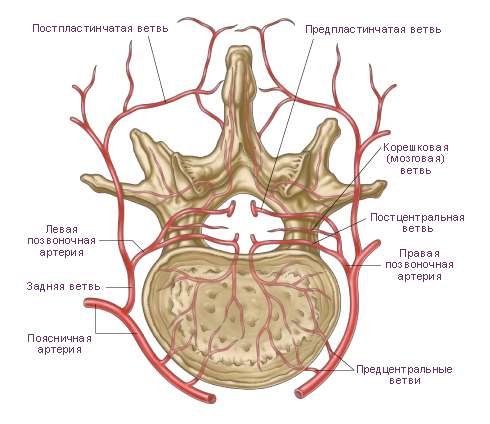 Постпластинчатая ветвь
Предпластинчатая ветвь
Корешковая
(мозговая)
ветвь
Постцентральная
ветвь
Левая
позвоночная
артерия
Правая
позвоночная
артерия
Задняя ветвь
Поясничная
артерия
Предцентральные
ветви